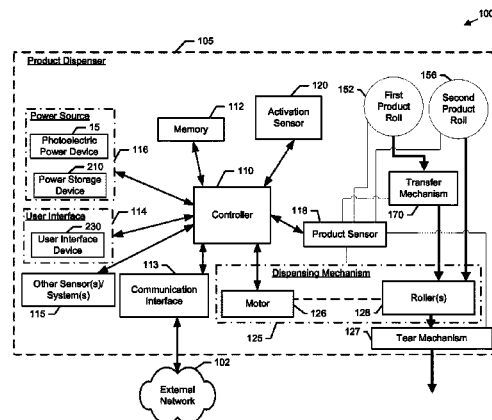 100
105
Product Dispenser
Power Source
15
Photoelectric
Power Device
210
Power Storage
Device
116
User Interface
230
User Interface
Device
114
Other Sensor(s)/
System(s)
115
112
Memory
120
Activation
Sensor
110
Controller
113
Communication
Interface
102
External
Network
118
Product Sensor
152
First
Product
Roll
156
Second
Product
Roll
Transfer
Mechanism
170
Dispensing Mechanism
Motor
126
125
Roller(s)
128
127
Tear Mechanism